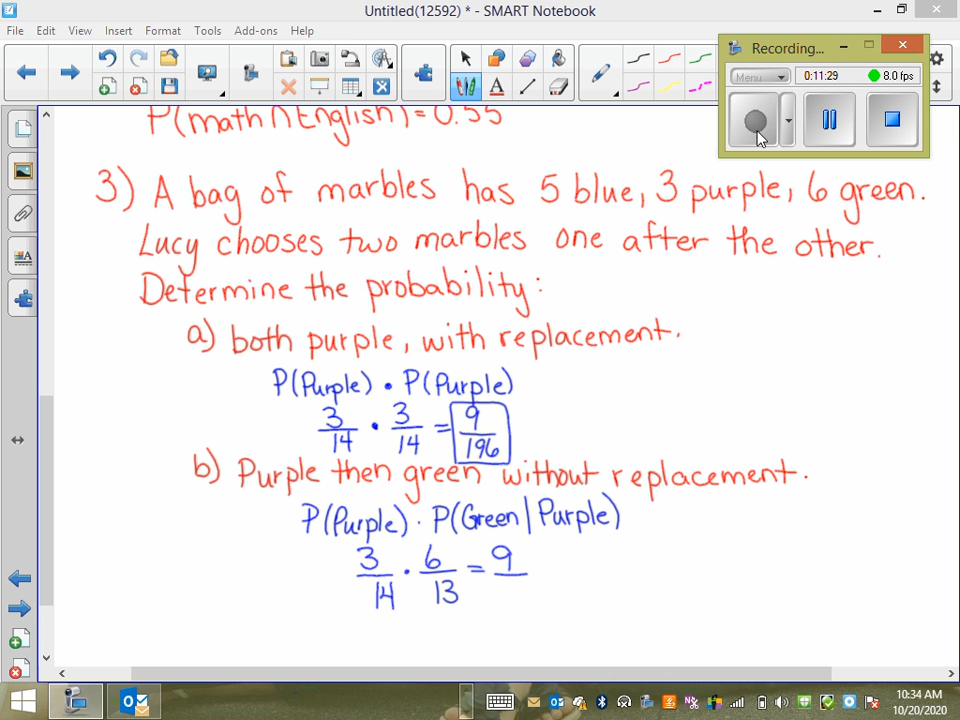 Untitled(12592) * - SMART Notebook
File Edit View Insert Format Tools Add-ons Help
Recording...
Menu 0:11:29 8.0 fps
P(math ∩ English) = 0.55
3) A bag of marbles has 5 blue, 3 purple, 6 green.
Lucy chooses two marbles one after the other.
Determine the probability:
a) both purple, with replacement.
P(Purple) • P(Purple)
3/14 • 3/14 = 9/196
b) Purple then green without replacement.
P(Purple) · P(Green | Purple)
3/14 • 6/13 = 9/
10:34 AM
10/20/2020